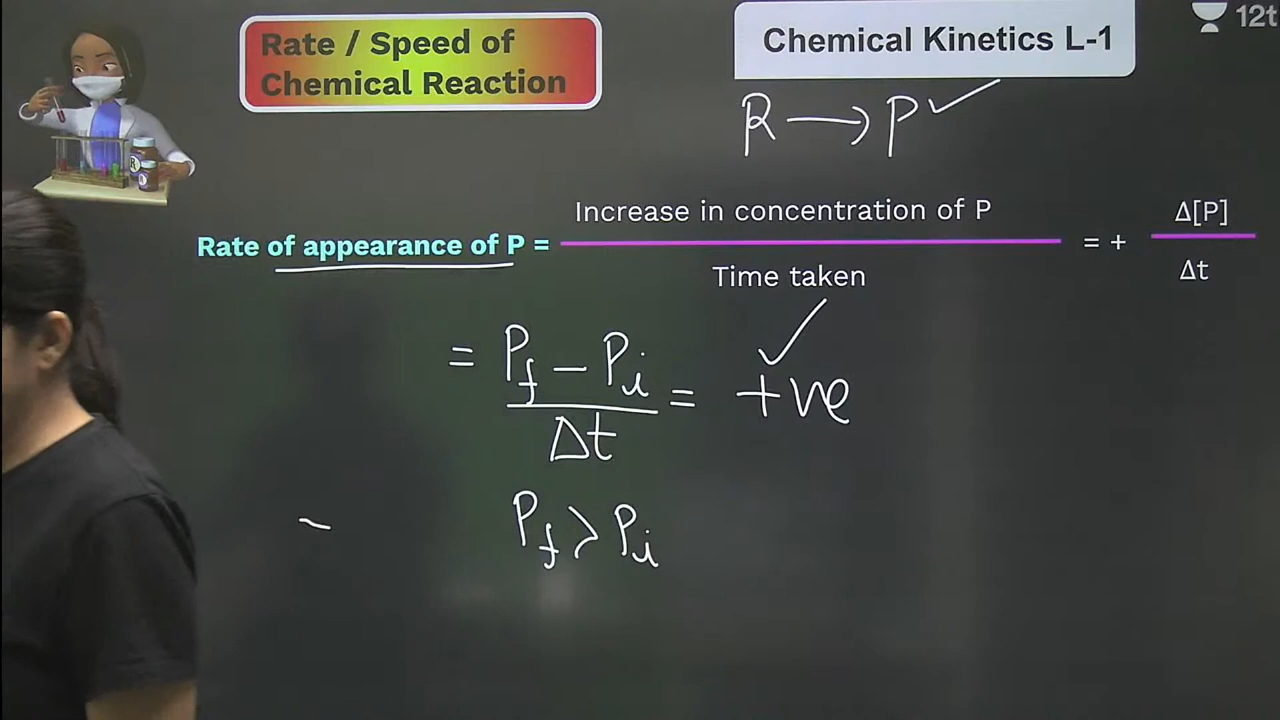 Rate / Speed of
Chemical Reaction
Chemical Kinetics L-1
12t
R → P ✓
Rate of appearance of P = Increase in concentration of P / Time taken = + Δ[P] / Δt
= Pf – Pi / Δt = +ve
Pf > Pi